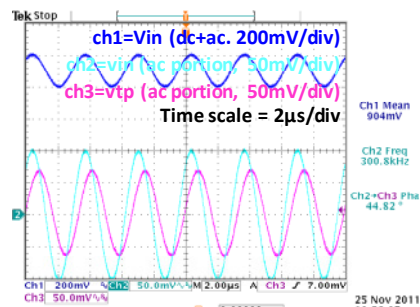 Tek Stop
ch1=Vin (dc+ac. 200mV/div)
ch2=vin (ac portion, 50mV/div)
ch3=vtp (ac portion, 50mV/div)
Time scale = 2µs/div
Ch1 Mean
904mV
Ch2 Freq
300.8kHz
Ch2→Ch3 Pha
44.82 °
2
Ch1 200mV Ch2 50.0mV M 2.00µs A Ch3 7.00mV
Ch3 50.0mV
25 Nov 2011